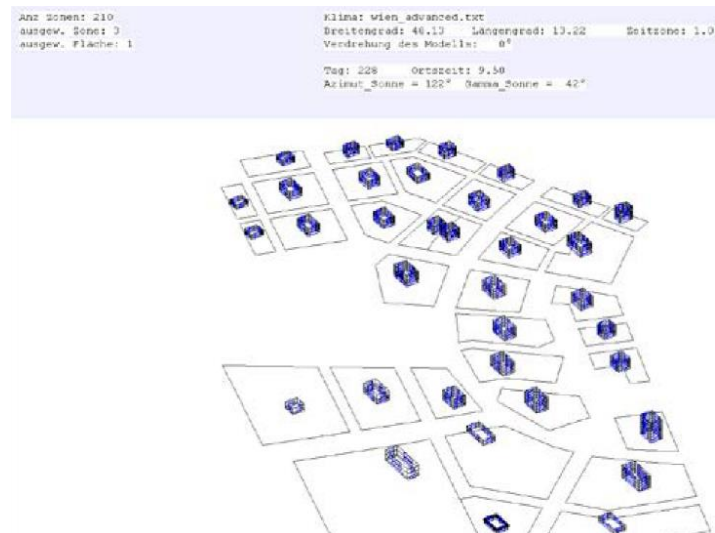 Anz Zonen: 210
ausgew. Zone: 3
ausgew. Fläche: 1
Klima: wien_advanced.txt
Breitengrad: 46.13 Längengrad: 13.22 Zeitzone: 1.0
Verdrehung des Modells: 0°
Tag: 228 Ortszeit: 9.50
Azimut_Sonne = 122° Gamma_Sonne = 42°